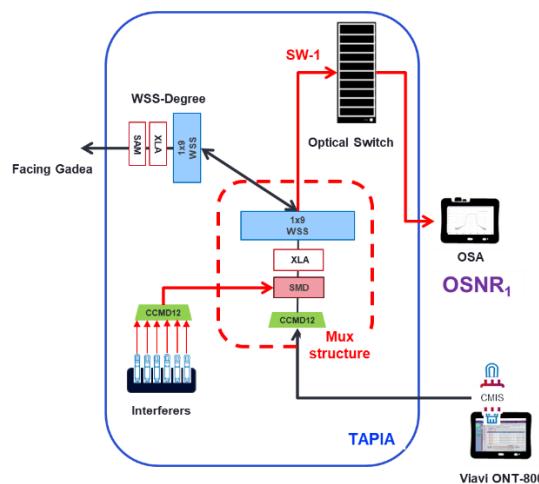 SW-1
WSS-Degree
Optical Switch
SAM
XLA
1x9
WSS
Facing Gadea
1x9
WSS
XLA
SMD
CCMD12
CCMD12
Mux
structure
Interferers
OSA
OSNR1
CMIS
TAPIA
Viavi ONT-800